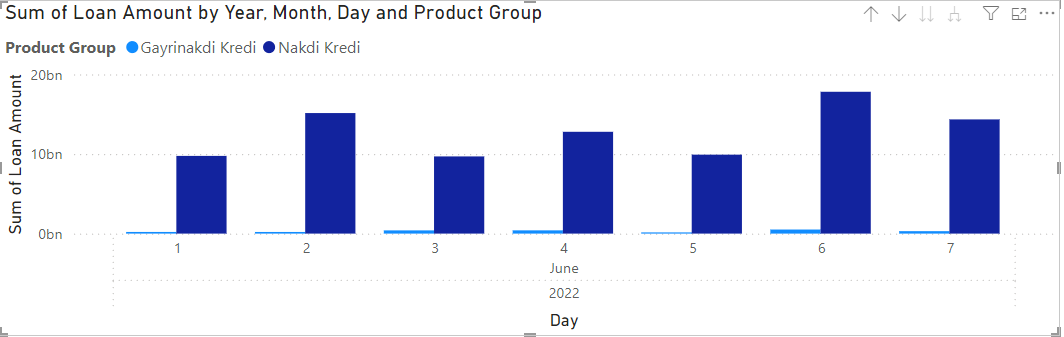 Sum of Loan Amount by Year, Month, Day and Product Group
Product Group Gayrinakdi Kredi Nakdi Kredi
Sum of Loan Amount
20bn
10bn
0bn
1 2 3 4 5 6 7
June
2022
Day